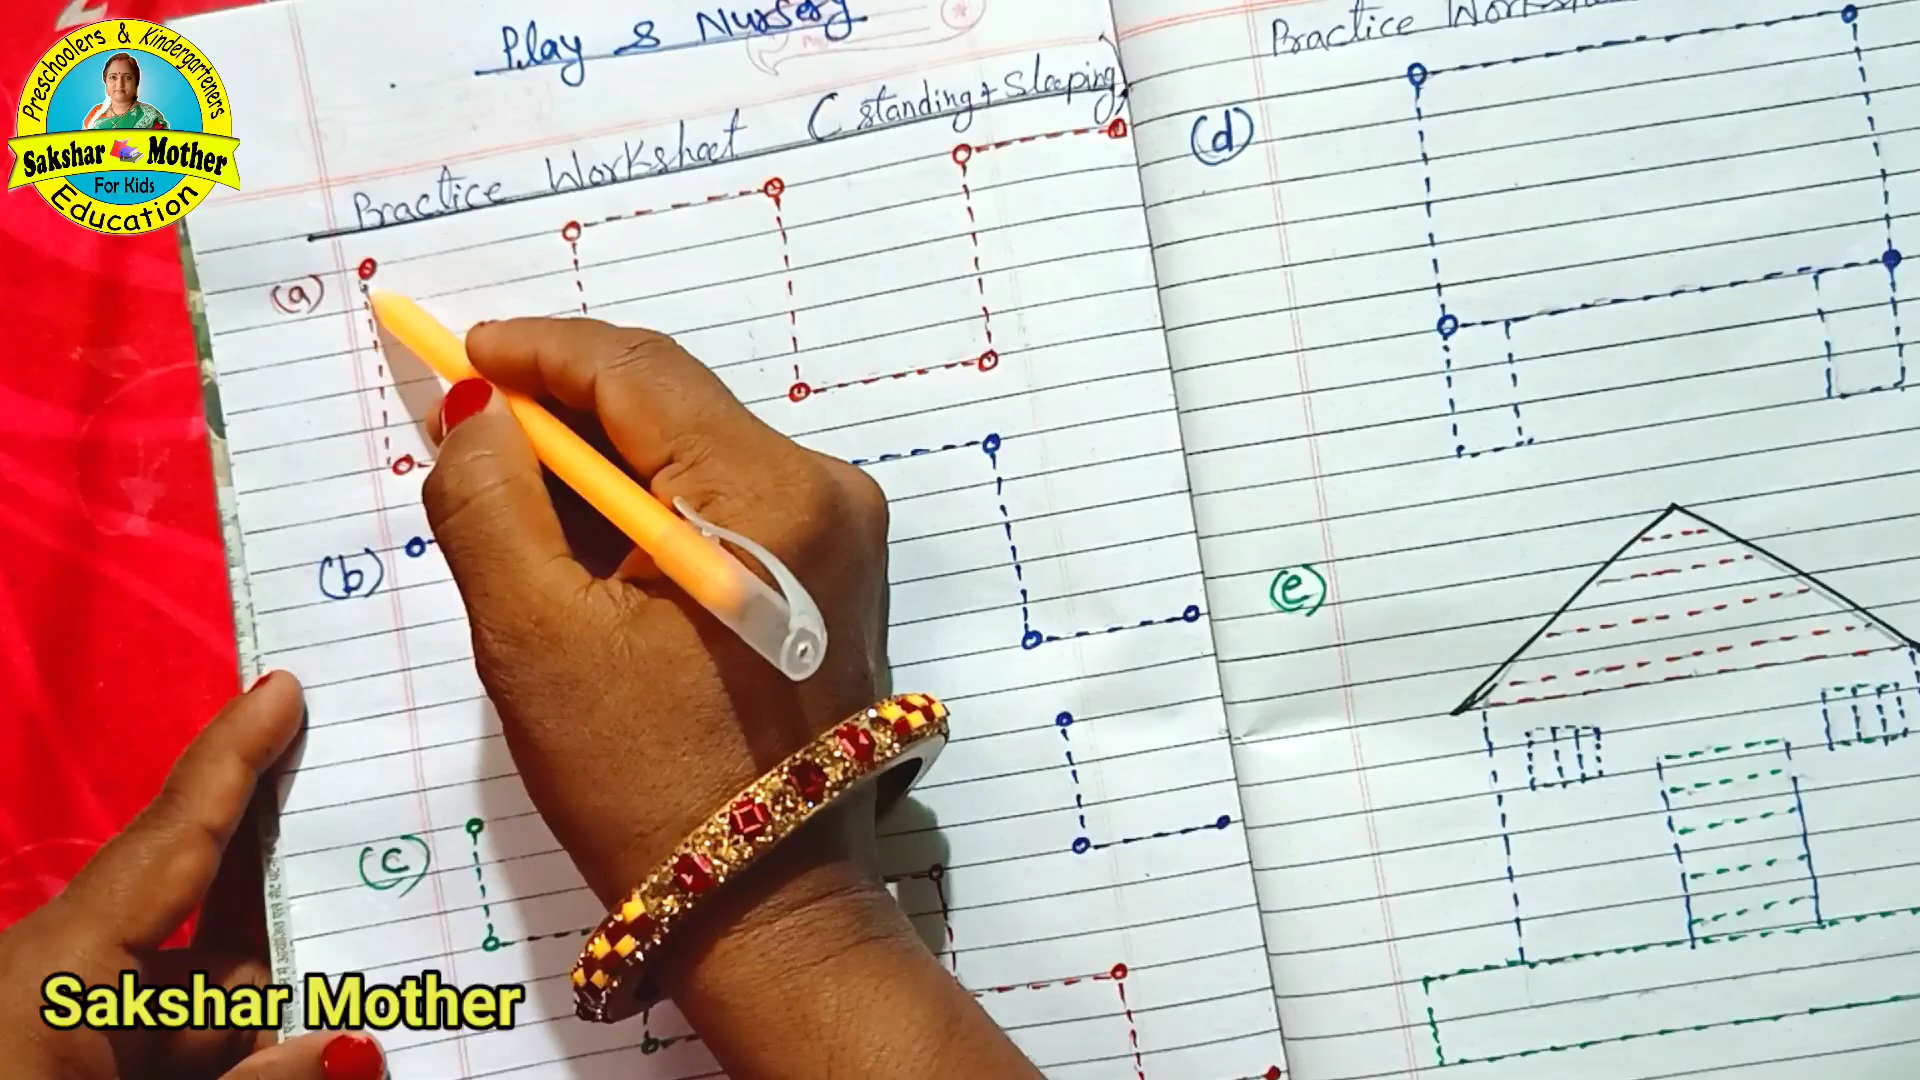 Preschoolers & Kindergarteners
Sakshar Mother
For Kids
Education
Play & Nursery
Practice Worksheet (standing + Sleeping)
(a)
(b)
(c)
Practice
(d)
(e)
Sakshar Mother